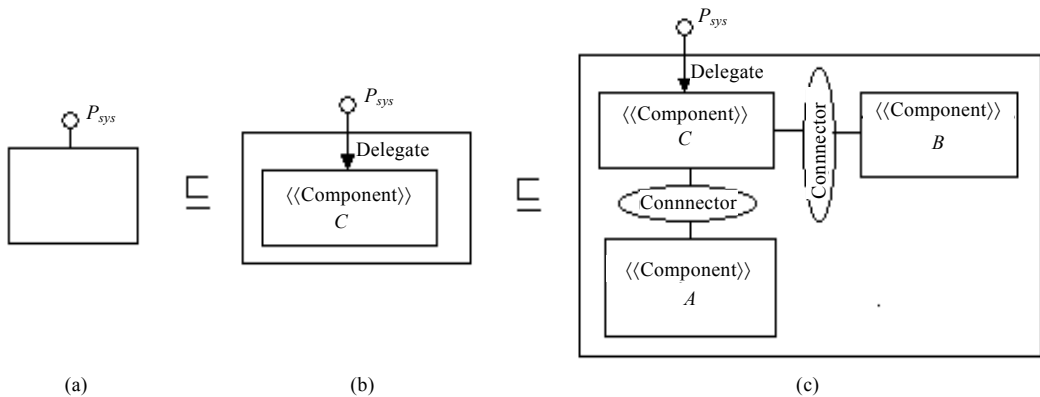 P_sys
(a)
⊑
P_sys
Delegate
⟨⟨Component⟩⟩
C
(b)
⊑
P_sys
Delegate
⟨⟨Component⟩⟩
C
Connnector
⟨⟨Component⟩⟩
B
Connnector
⟨⟨Component⟩⟩
A
(c)